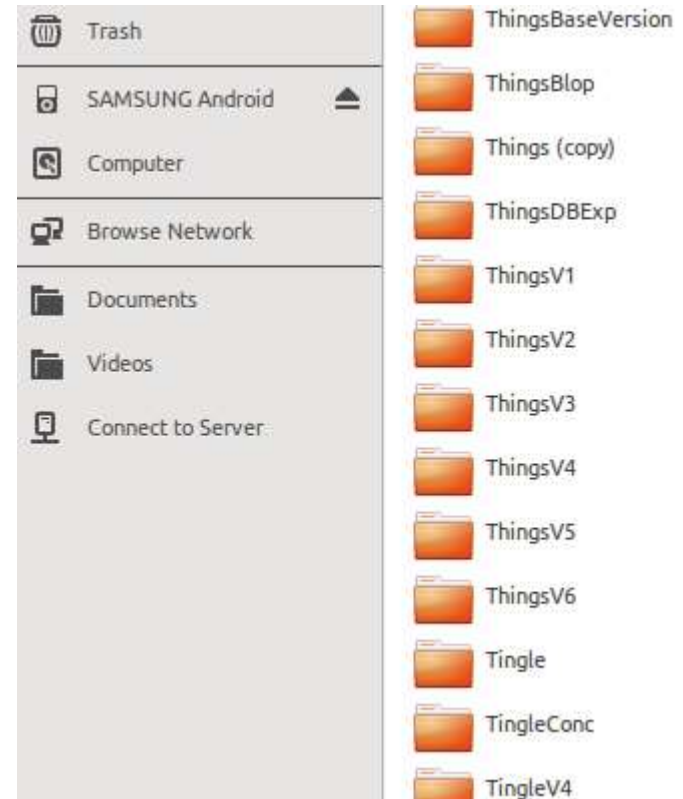 Trash
SAMSUNG Android
Computer
Browse Network
Documents
Videos
Connect to Server
ThingsBaseVersion
ThingsBlop
Things (copy)
ThingsDBExp
ThingsV1
ThingsV2
ThingsV3
ThingsV4
ThingsV5
ThingsV6
Tingle
TingleConc
TingleV4